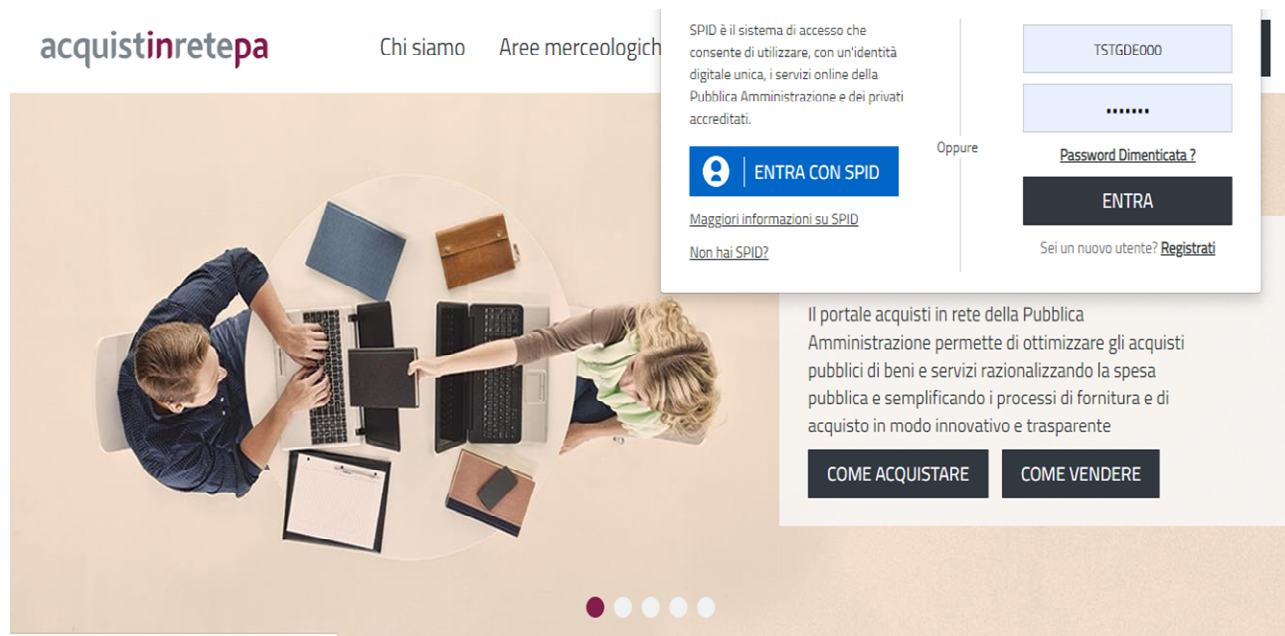 acquistinretepa
Chi siamo
Aree merceologich
SPID è il sistema di accesso che
consente di utilizzare, con un'identità
digitale unica, i servizi online della
Pubblica Amministrazione e dei privati
accreditati.
ENTRA CON SPID
Maggiori informazioni su SPID
Non hai SPID?
Oppure
TSTGDE000
•••••••
Password Dimenticata ?
ENTRA
Sei un nuovo utente? Registrati
Il portale acquisti in rete della Pubblica
Amministrazione permette di ottimizzare gli acquisti
pubblici di beni e servizi razionalizzando la spesa
pubblica e semplificando i processi di fornitura e di
acquisto in modo innovativo e trasparente
COME ACQUISTARE
COME VENDERE